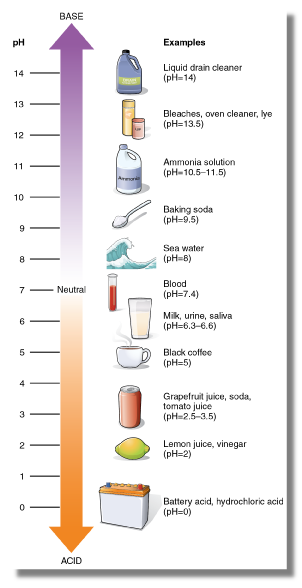 BASE
pH
Examples
14
Liquid drain cleaner
(pH=14)
13
Bleaches, oven cleaner, lye
(pH=13.5)
Lye
12
11
Ammonia solution
(pH=10.5–11.5)
Ammonia
10
Baking soda
(pH=9.5)
9
Sea water
(pH=8)
8
7
Neutral
Blood
(pH=7.4)
6
Milk, urine, saliva
(pH=6.3–6.6)
5
Black coffee
(pH=5)
4
Grapefruit juice, soda,
tomato juice
(pH=2.5–3.5)
3
2
Lemon juice, vinegar
(pH=2)
1
0
Battery acid, hydrochloric acid
(pH=0)
ACID